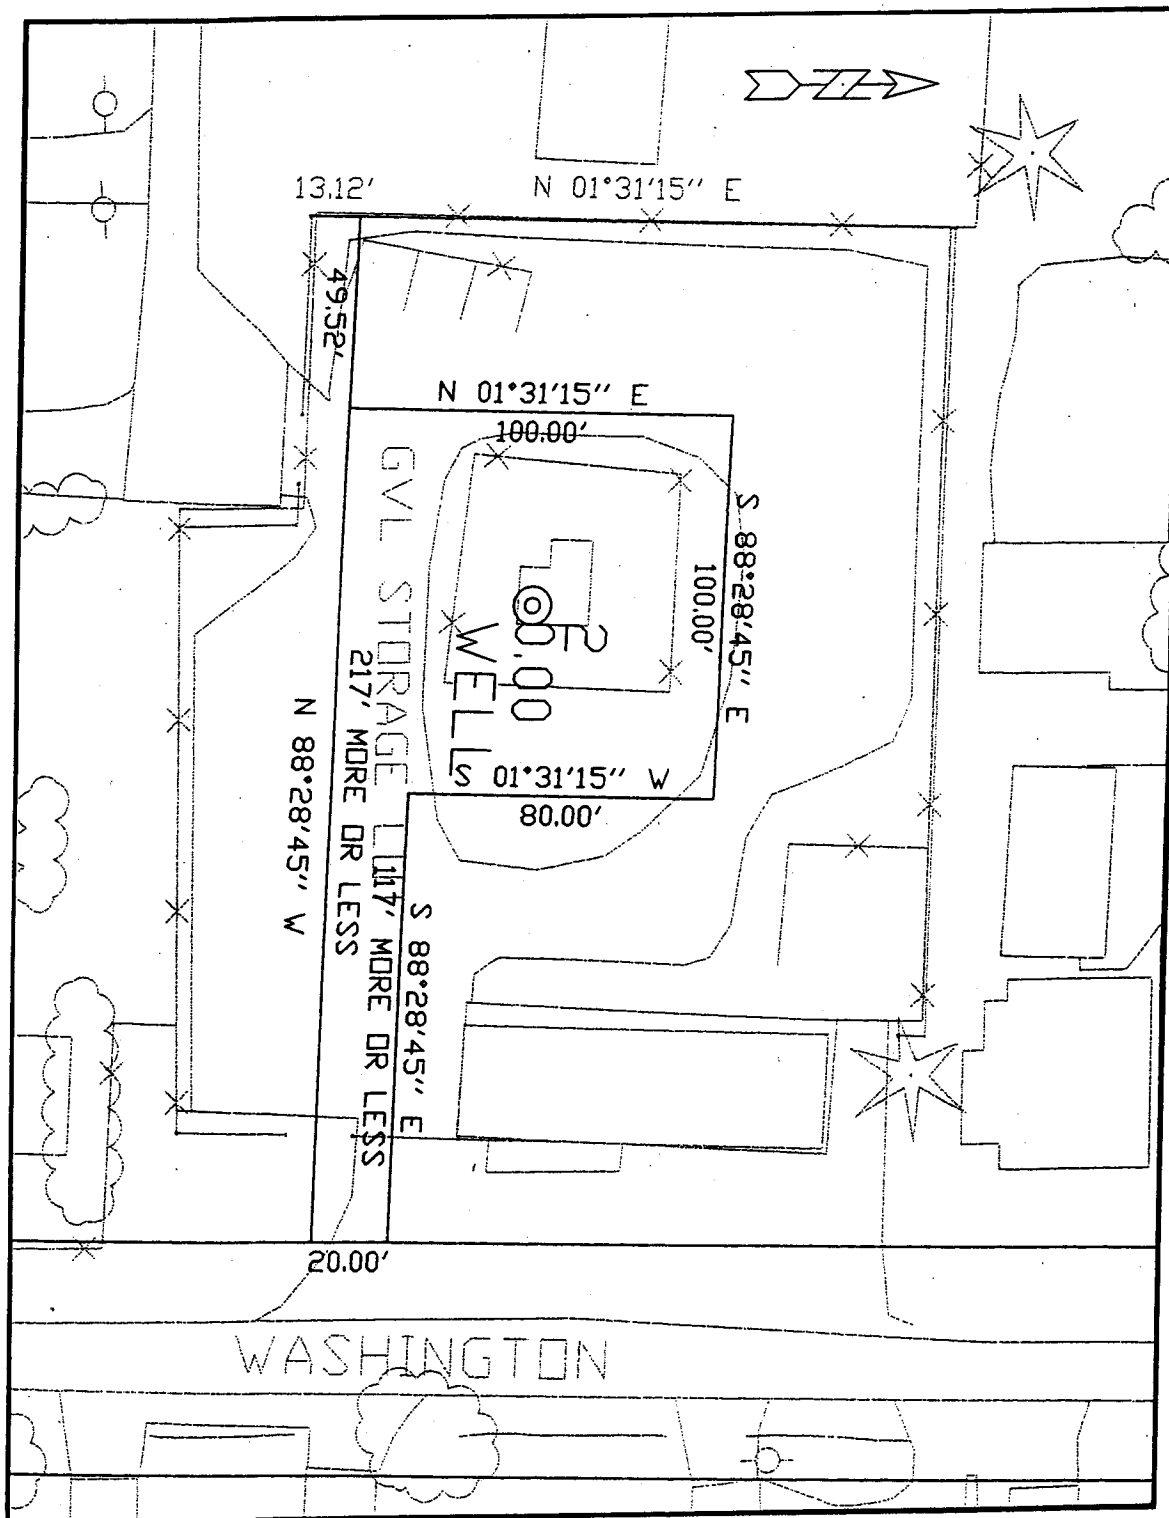 13.12'
N 01°31'15'' E
49.52'
N 01°31'15'' E
100.00'
S 88°28'45'' E
100.00'
GVL STORAGE L
WELL
217' MORE OR LESS
N 88°28'45'' W
S 01°31'15'' W
80.00'
117' MORE OR LESS
S 88°28'45'' E
20.00'
WASHINGTON